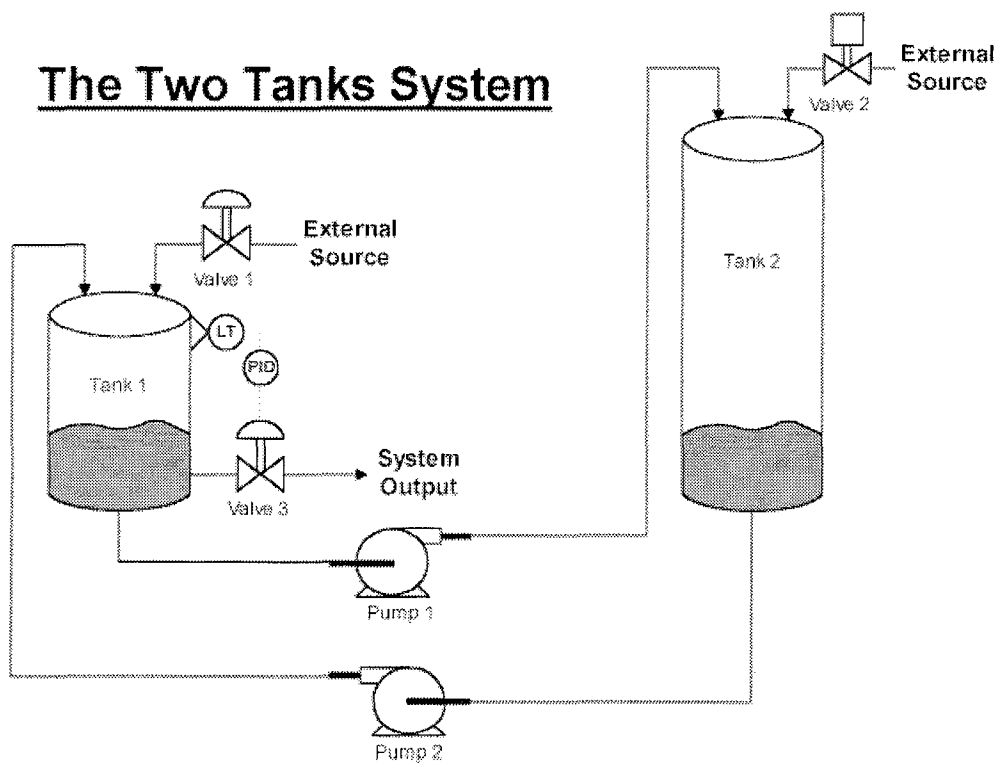 The Two Tanks System
External
Source
Valve 2
External
Source
Valve 1
Tank 2
LT
PID
Tank 1
System
Output
Valve 3
Pump 1
Pump 2